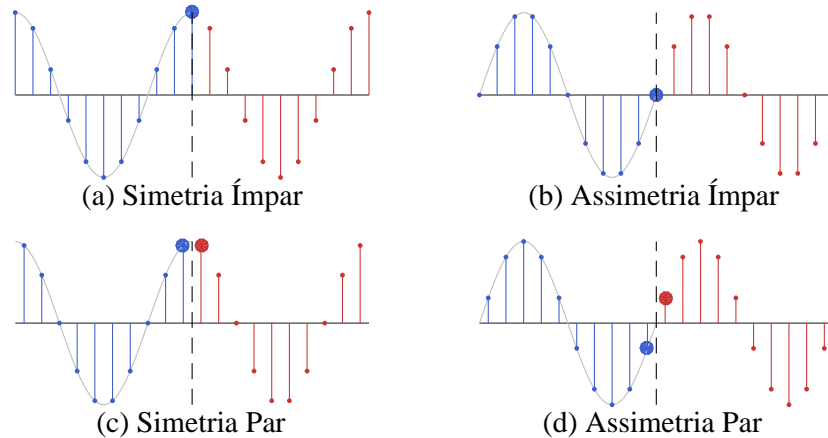 (a) Simetria Ímpar
(b) Assimetria Ímpar
(c) Simetria Par
(d) Assimetria Par